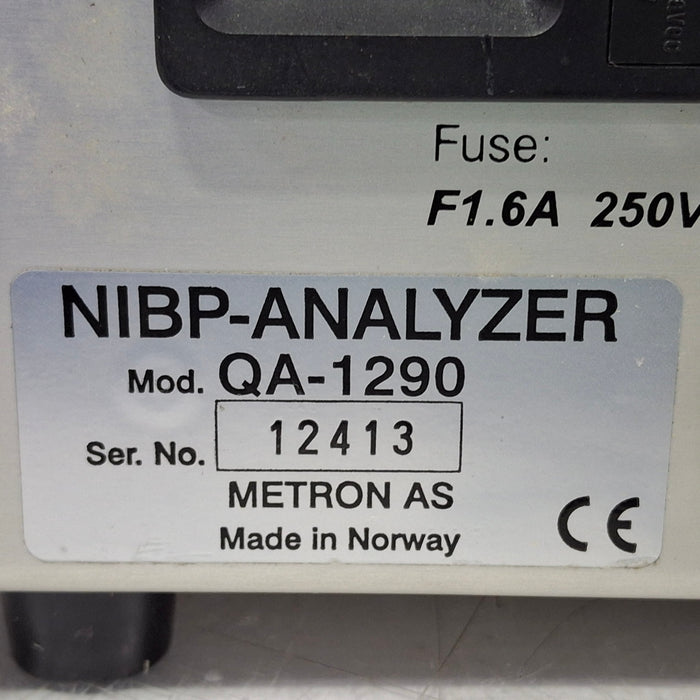 Fuse:
F1.6A 250V
NIBP-ANALYZER
Mod. QA-1290
Ser. No. 12413
METRON AS
Made in Norway
CE